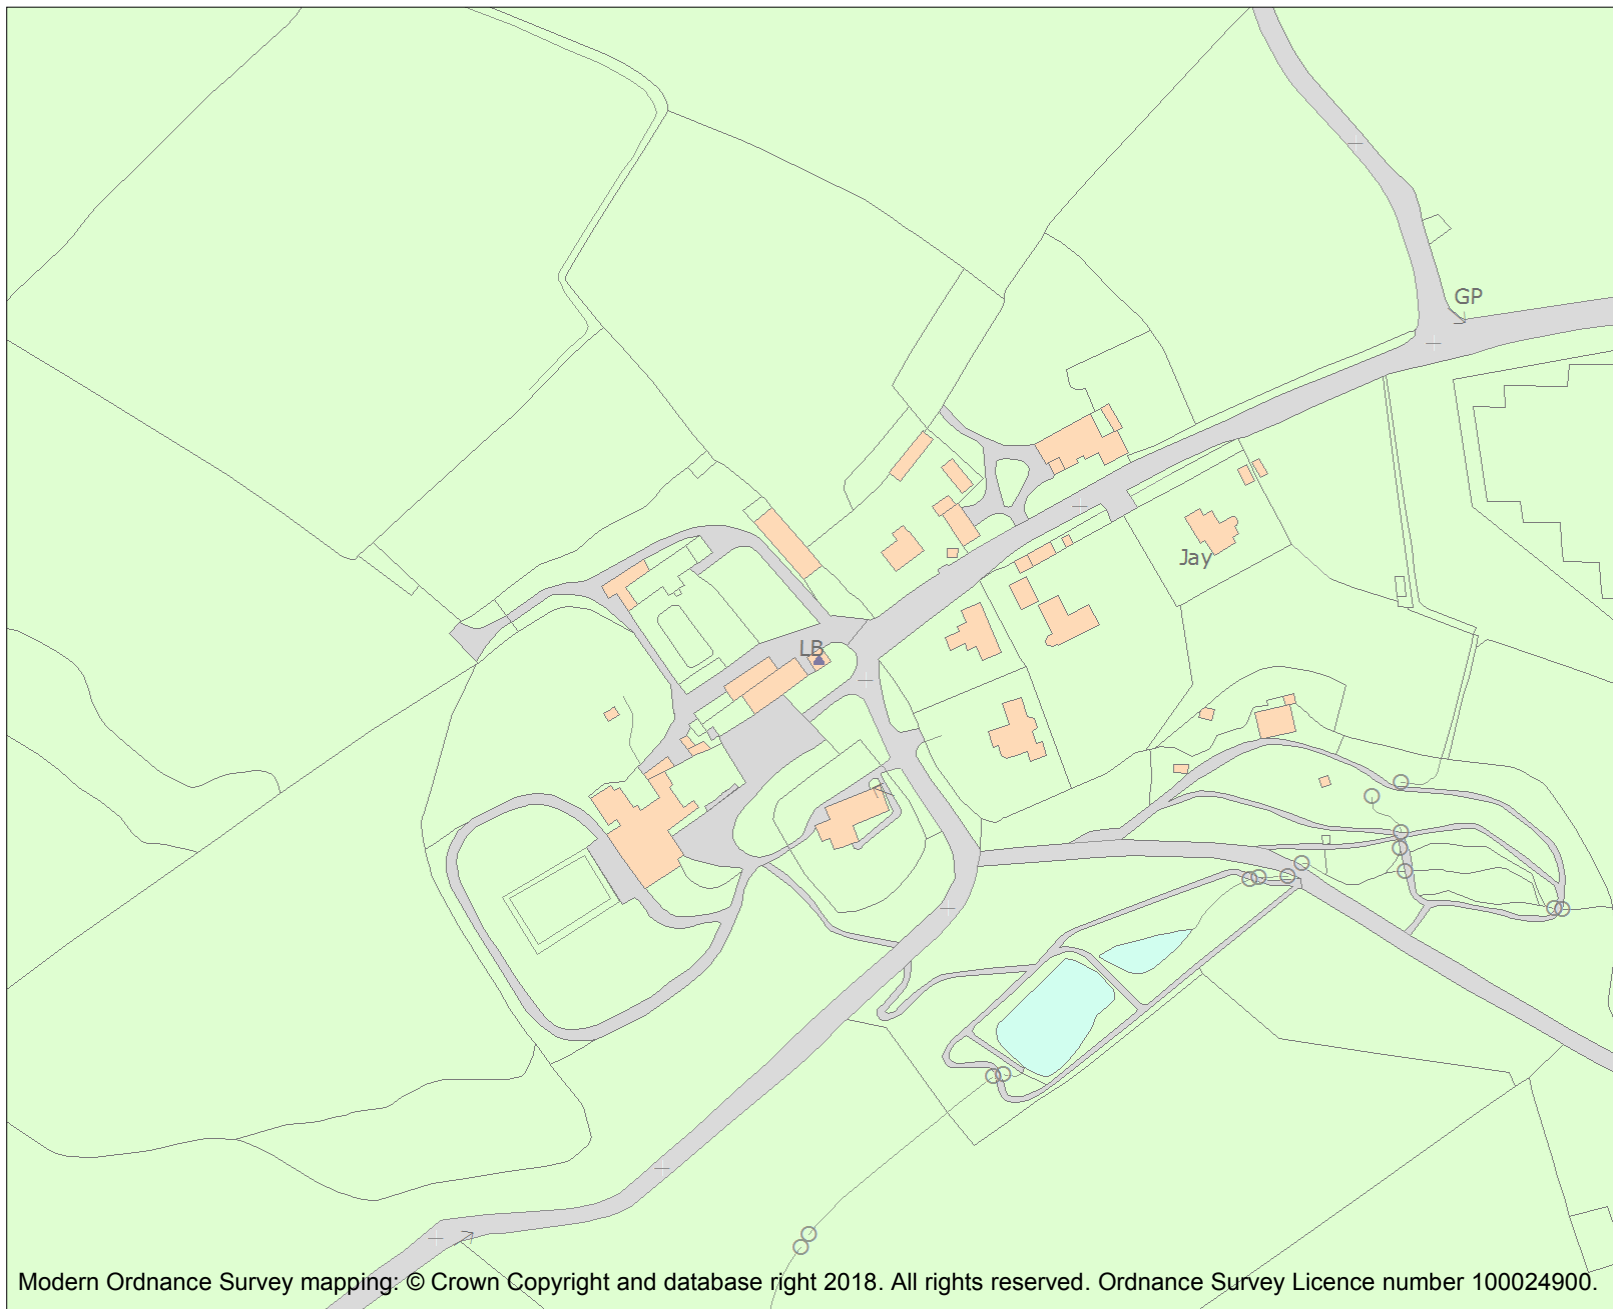 GP
Jay
LB
Modern Ordnance Survey mapping: © Crown Copyright and database right 2018. All rights reserved. Ordnance Survey Licence number 100024900.